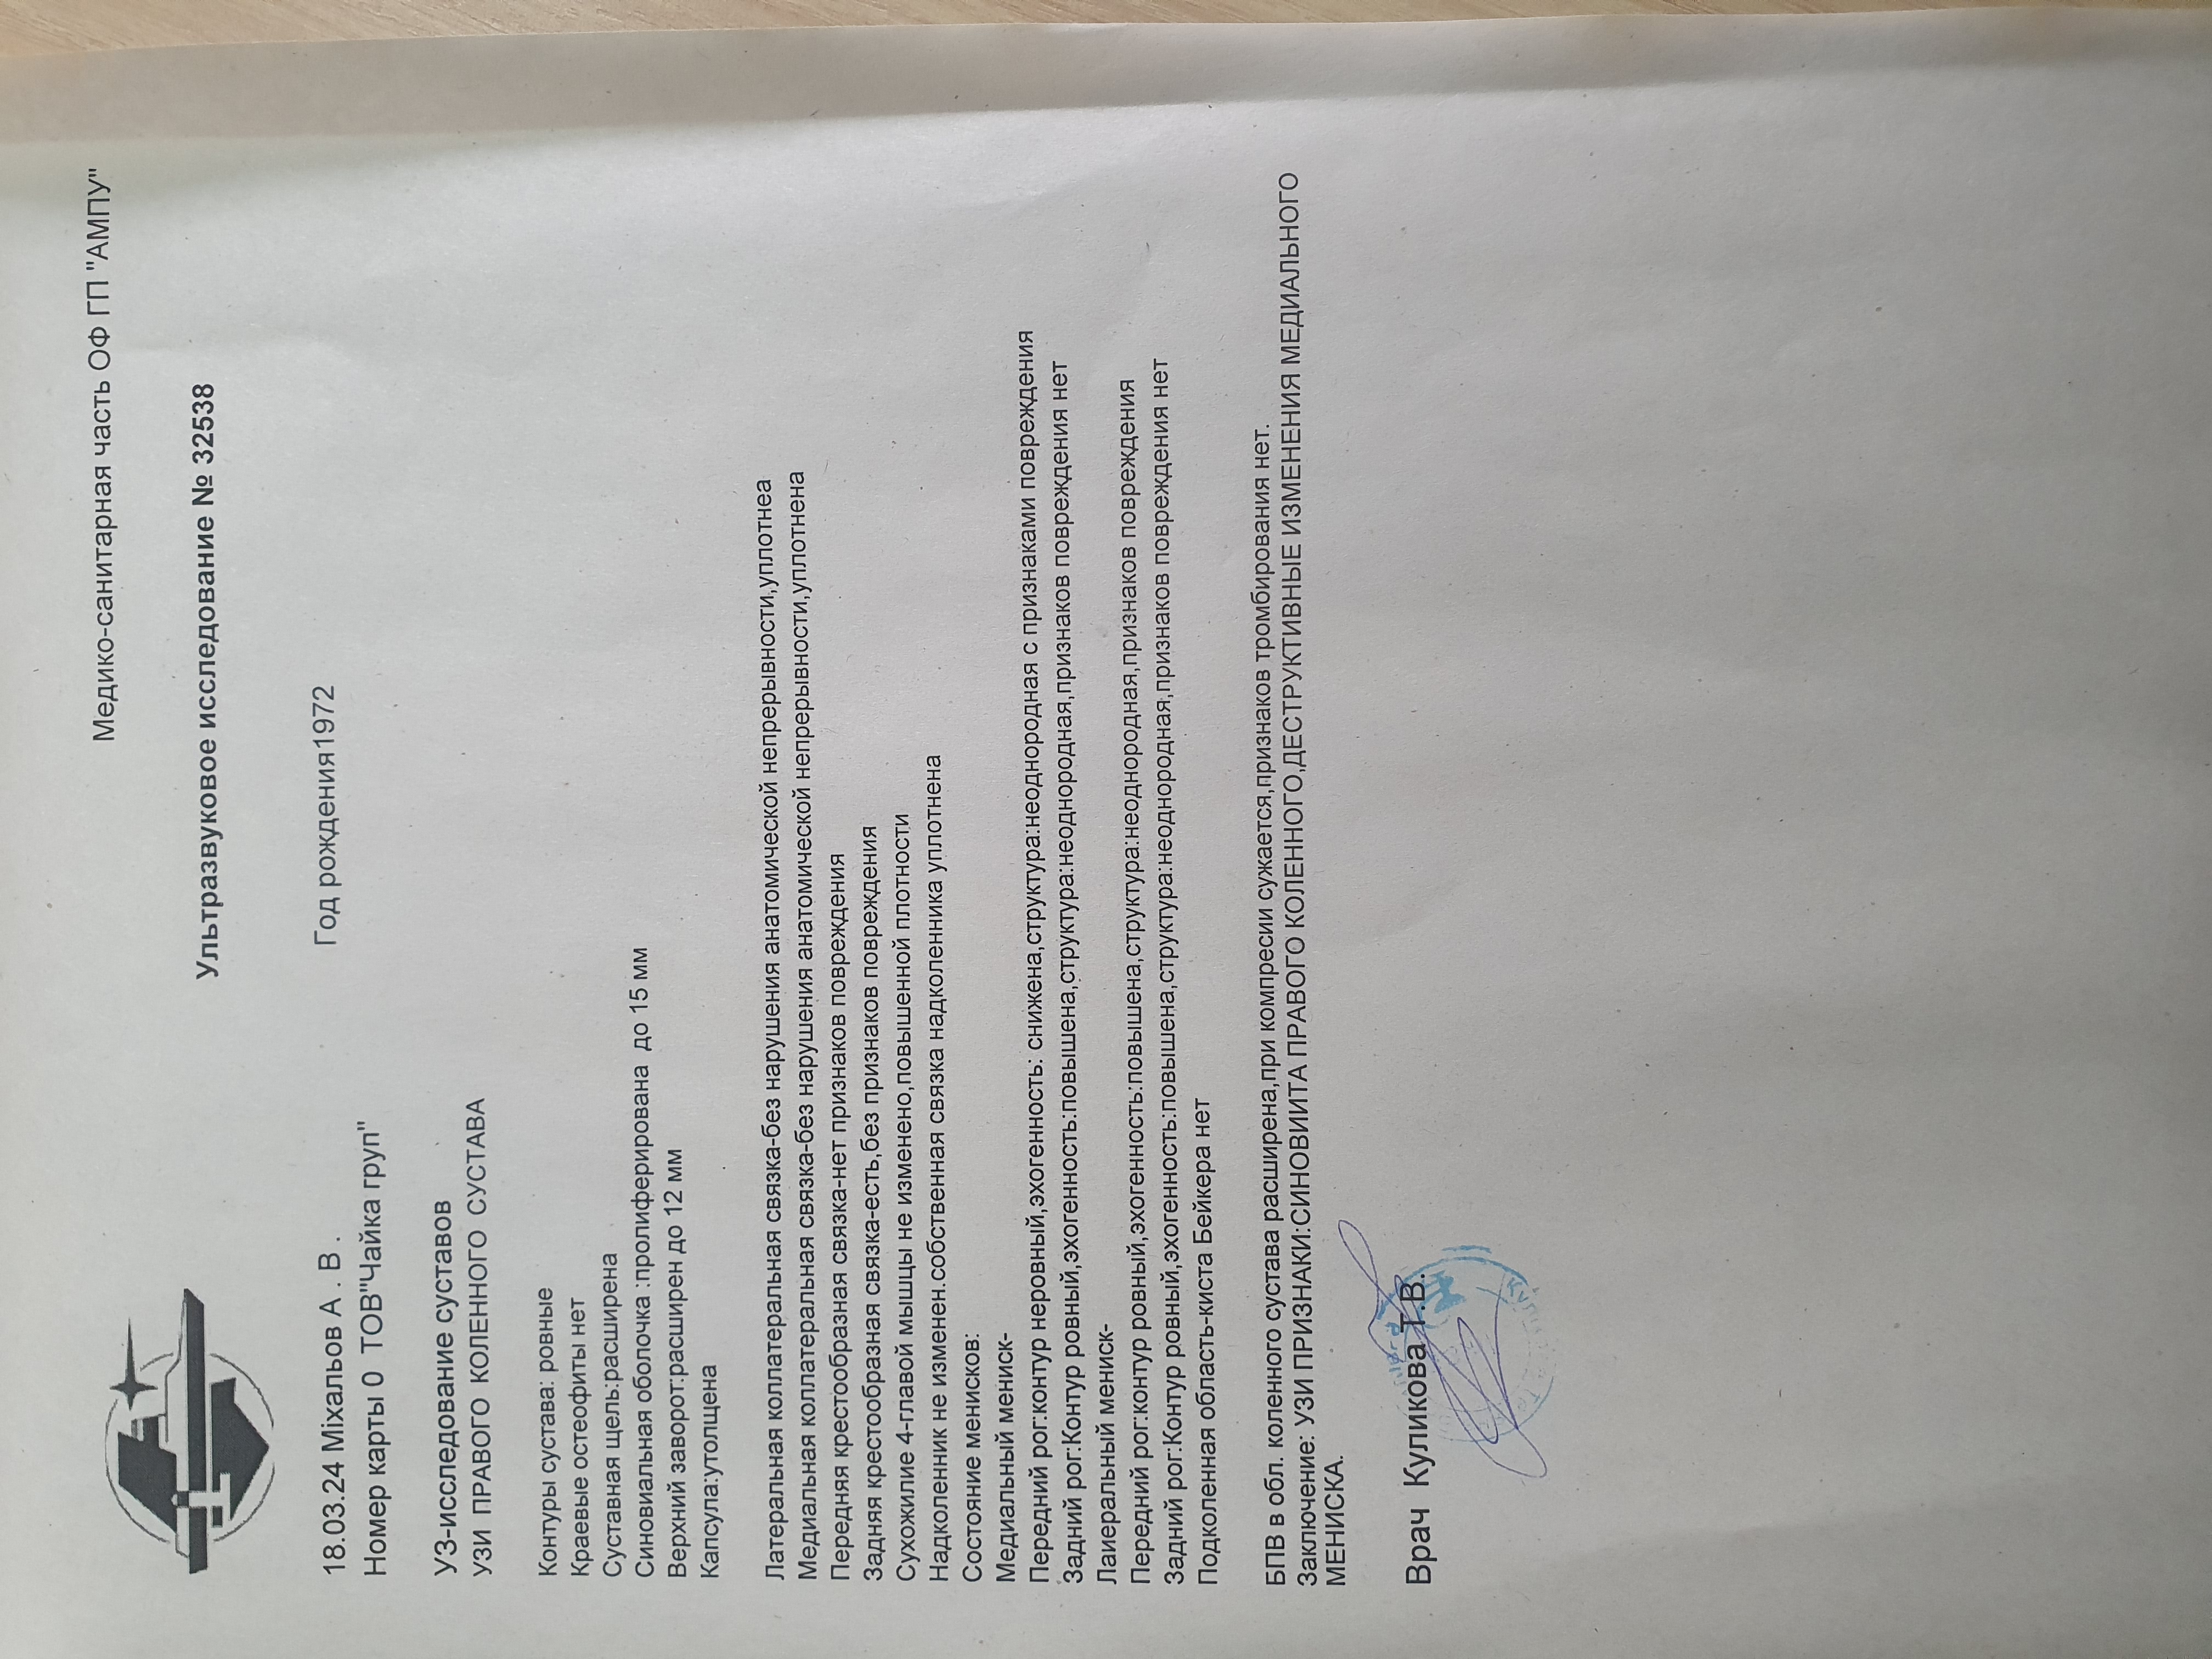 Медико-санитарная часть ОФ ГП "АМПУ"
Ультразвуковое исследование № 32538
18.03.24 Міхальов А . В .
Год рождения1972
Номер карты 0 ТОВ"Чайка груп"
УЗ-исследование суставов
УЗИ ПРАВОГО КОЛЕННОГО СУСТАВА
Контуры сустава: ровные
Краевые остеофиты нет
Суставная щель:расширена
Синовиальная оболочка :пролиферирована до 15 мм
Верхний заворот:расширен до 12 мм
Капсула:утолщена
Латеральная коллатеральная связка-без нарушения анатомической непрерывности,уплотнеа
Медиальная коллатеральная связка-без нарушения анатомической непрерывности,уплотнена
Передняя крестообразная связка-нет признаков повреждения
Задняя крестообразная связка-есть,без признаков повреждения
Сухожилие 4-главой мышцы не изменено,повышенной плотности
Надколенник не изменен.собственная связка надколенника уплотнена
Состояние менисков:
Медиальный мениск-
Передний рог:контур неровный,эхогенность: снижена,структура:неоднородная с признаками повреждения
Задний рог:Контур ровный,эхогенность:повышена,структура:неоднородная,признаков повреждения нет
Лаиеральный мениск-
Передний рог:контур ровный,эхогенность:повышена,структура:неоднородная,признаков повреждения
Задний рог:Контур ровный,эхогенность:повышена,структура:неоднородная,признаков повреждения нет
Подколенная область-киста Бейкера нет
БПВ в обл. коленного сустава расширена,при компресии сужается,признаков тромбирования нет.
Заключение: УЗИ ПРИЗНАКИ:СИНОВИИТА ПРАВОГО КОЛЕННОГО,ДЕСТРУКТИВНЫЕ ИЗМЕНЕНИЯ МЕДИАЛЬНОГО
МЕНИСКА.
Врач Куликова Т.В.